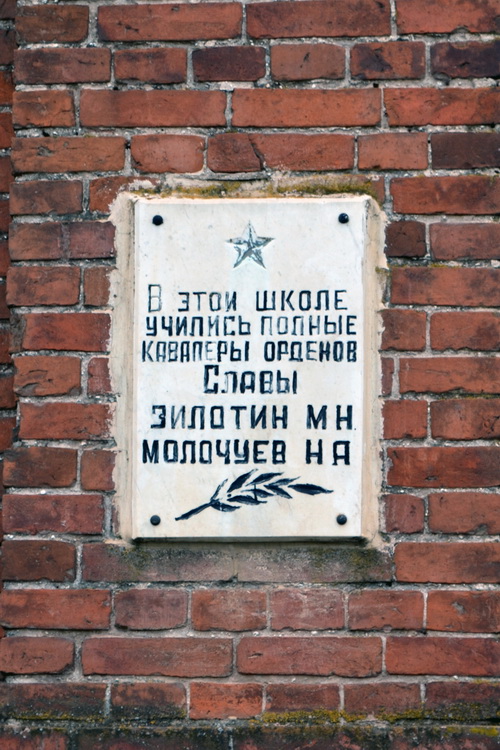 В ЭТОЙ ШКОЛЕ
УЧИЛИСЬ ПОЛНЫЕ
КАВАЛЕРЫ ОРДЕНОВ
СЛАВЫ
ЗИЛОТИН М Н
МОЛОЧУЕВ Н А